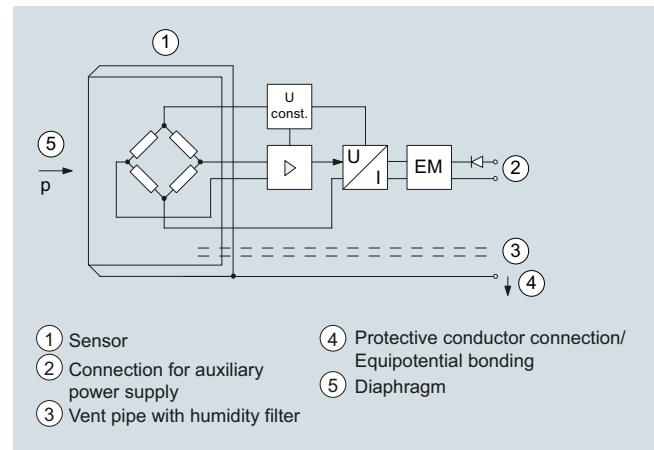 1
U
const.
5
p
U
I
EM
2
3
4
1 Sensor
2 Connection for auxiliary
power supply
3 Vent pipe with humidity filter
4 Protective conductor connection/
Equipotential bonding
5 Diaphragm